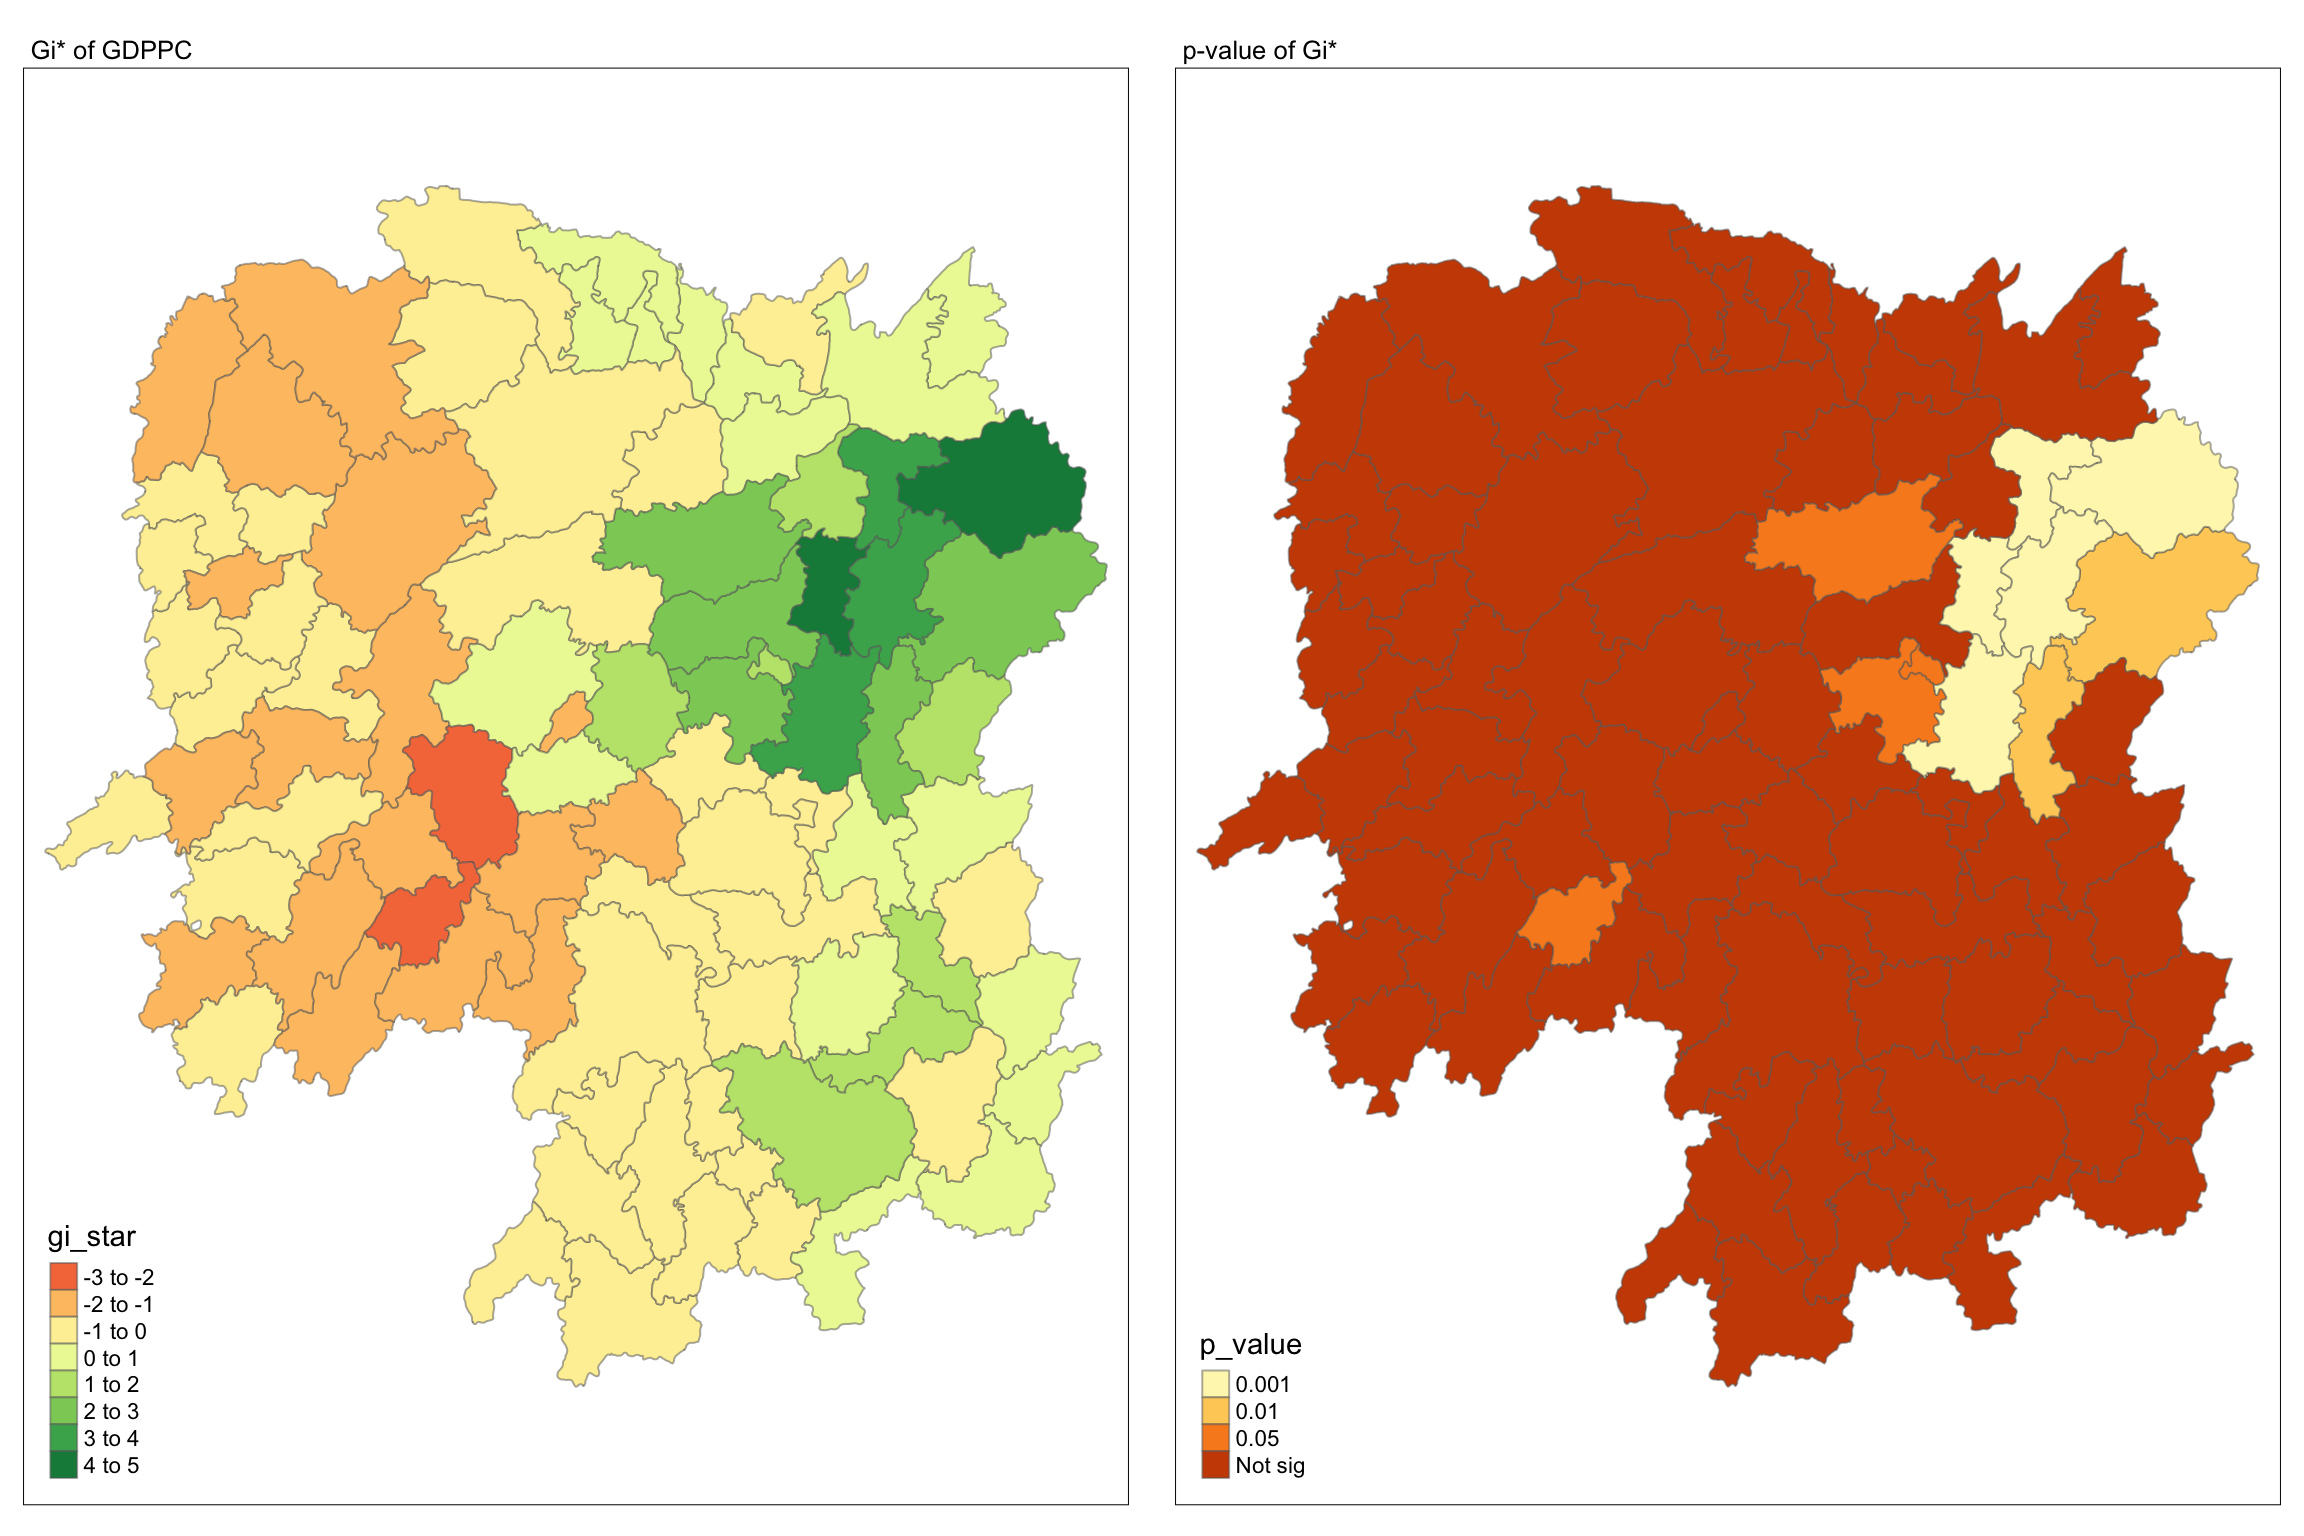 Gi* of GDPPC
gi_star
-3 to -2
-2 to -1
-1 to 0
0 to 1
1 to 2
2 to 3
3 to 4
4 to 5
p-value of Gi*
p_value
0.001
0.01
0.05
Not sig